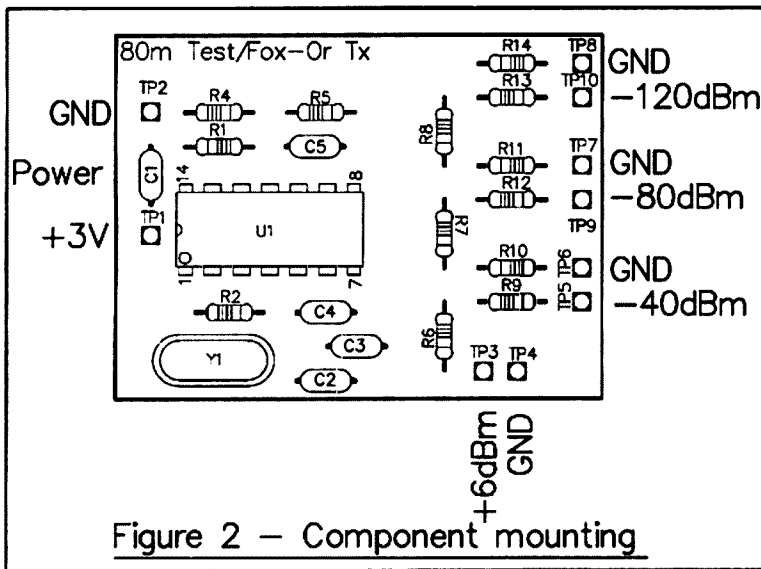 80m Test/Fox-Or Tx
R14
TP8
GND
R13
TP10
-120dBm
TP2
GND
R4
R5
R8
R1
C5
R11
TP7
GND
Power
C1
14
8
R12
-80dBm
TP9
+3V
TP1
U1
R7
R10
TP6
GND
1
7
R9
TP5
-40dBm
R2
C4
R6
Y1
C3
TP3
TP4
C2
+6dBm
GND
Figure 2 - Component mounting